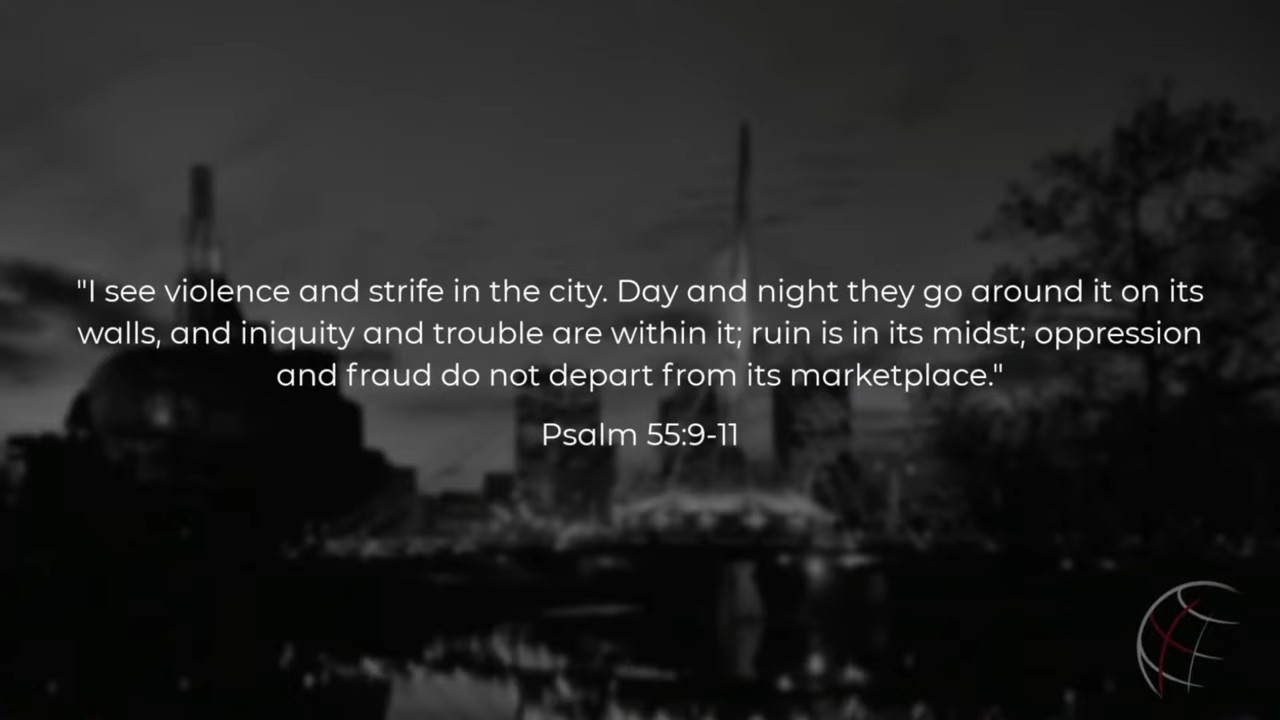 "I see violence and strife in the city. Day and night they go around it on its
walls, and iniquity and trouble are within it; ruin is in its midst; oppression
and fraud do not depart from its marketplace."
Psalm 55:9-11